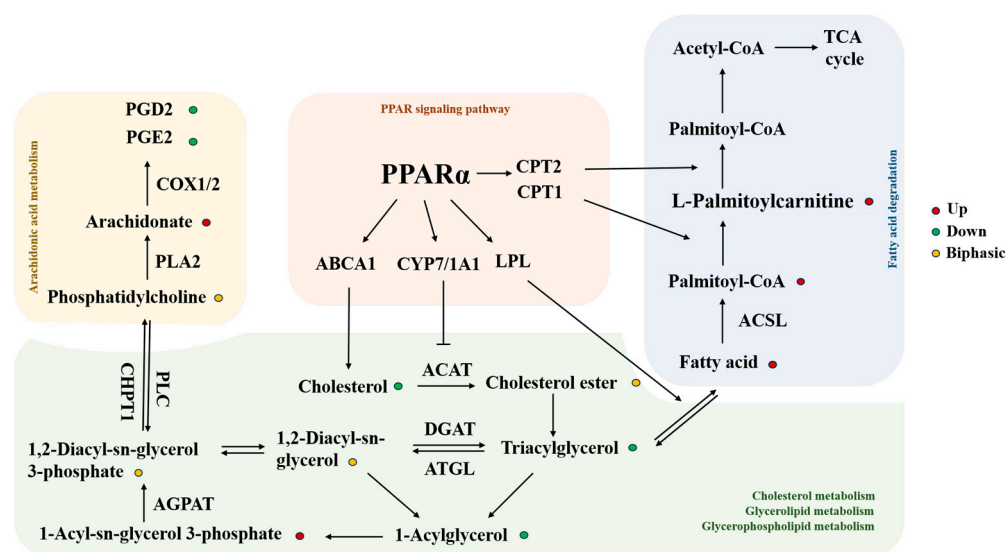 Acetyl-CoA
TCA
cycle
Palmitoyl-CoA
L-Palmitoylcarnitine
Palmitoyl-CoA
ACSL
Fatty acid
Fatty acid degradation
Up
Down
Biphasic
PPAR signaling pathway
PPARα
CPT2
CPT1
ABCA1
CYP7/1A1
LPL
Arachidonic acid metabolism
PGD2
PGE2
COX1/2
Arachidonate
PLA2
Phosphatidylcholine
PLC
CHPT1
Cholesterol
ACAT
Cholesterol ester
1,2-Diacyl-sn-glycerol
3-phosphate
1,2-Diacyl-sn-
glycerol
DGAT
ATGL
Triacylglycerol
AGPAT
1-Acyl-sn-glycerol 3-phosphate
1-Acylglycerol
Cholesterol metabolism
Glycerolipid metabolism
Glycerophospholipid metabolism